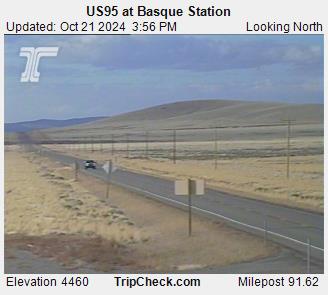 US95 at Basque Station
Updated: Oct 21 2024 3:56 PM Looking North
Elevation 4460 TripCheck.com Milepost 91.62